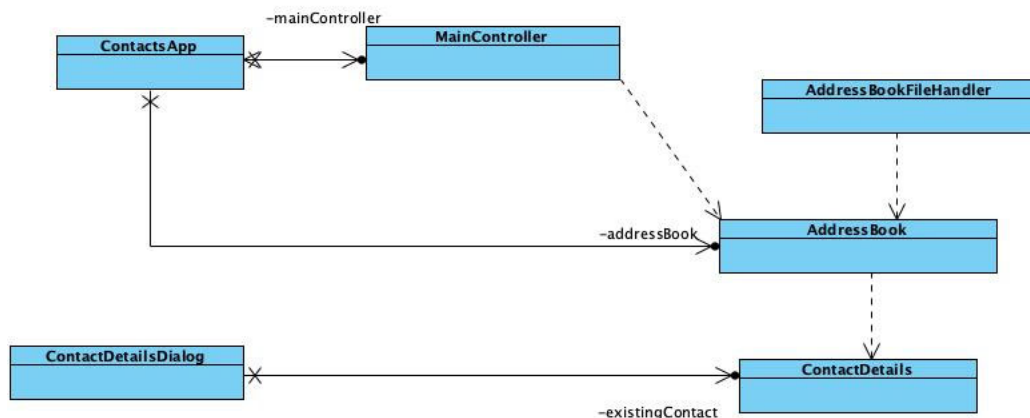 -mainController
ContactsApp
MainController
AddressBookFileHandler
-addressBook
AddressBook
ContactDetailsDialog
ContactDetails
-existingContact